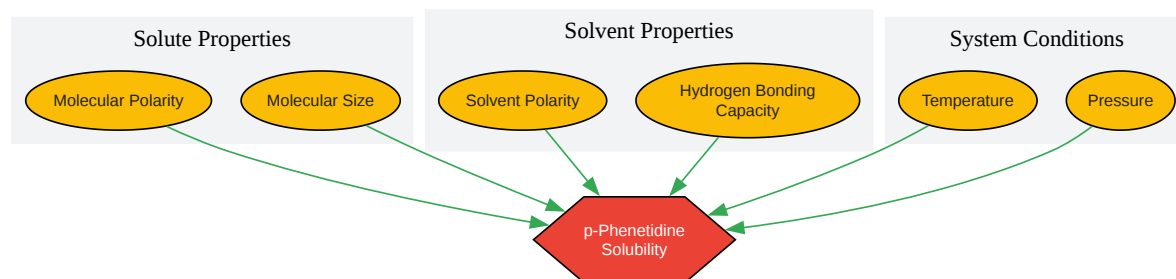 Solute Properties
Solvent Properties
System Conditions
Molecular Polarity
Molecular Size
Solvent Polarity
Hydrogen Bonding
Capacity
Temperature
Pressure
p-Phenetidine
Solubility